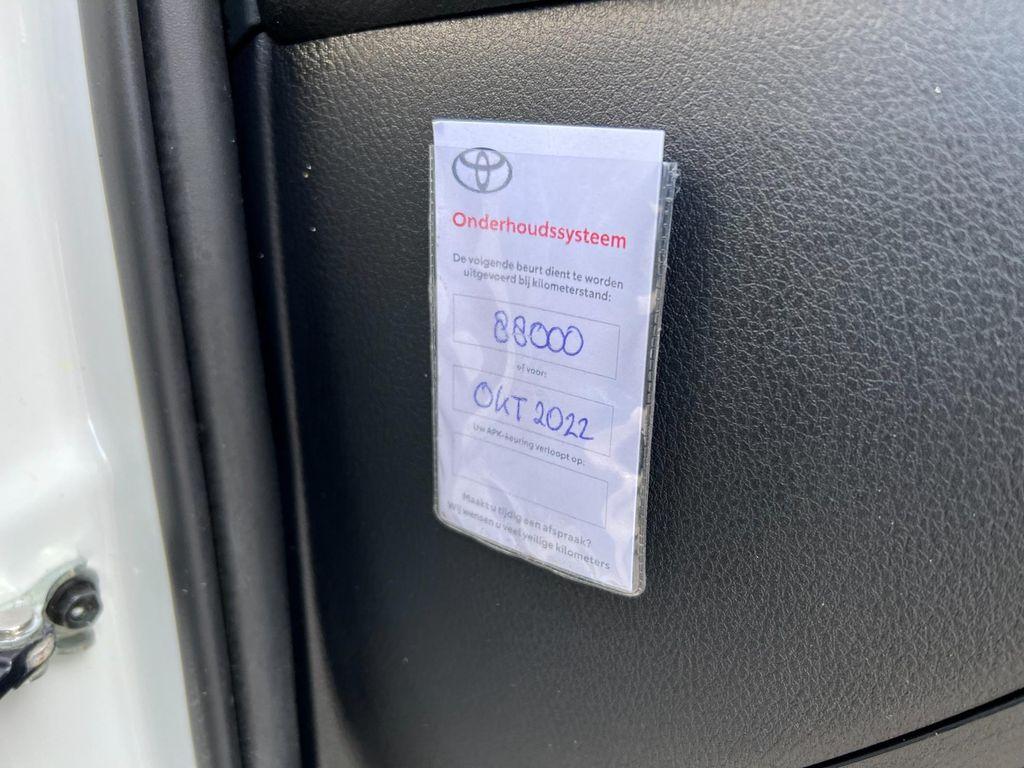 Onderhoudssysteem
De volgende beurt dient te worden
uitgevoerd bij kilometerstand:
88000
of voor:
OKT 2022
Uw APK-keuring verloopt op:
Maakt u tijdig een afspraak?
Wij wensen u veel veilige kilometers